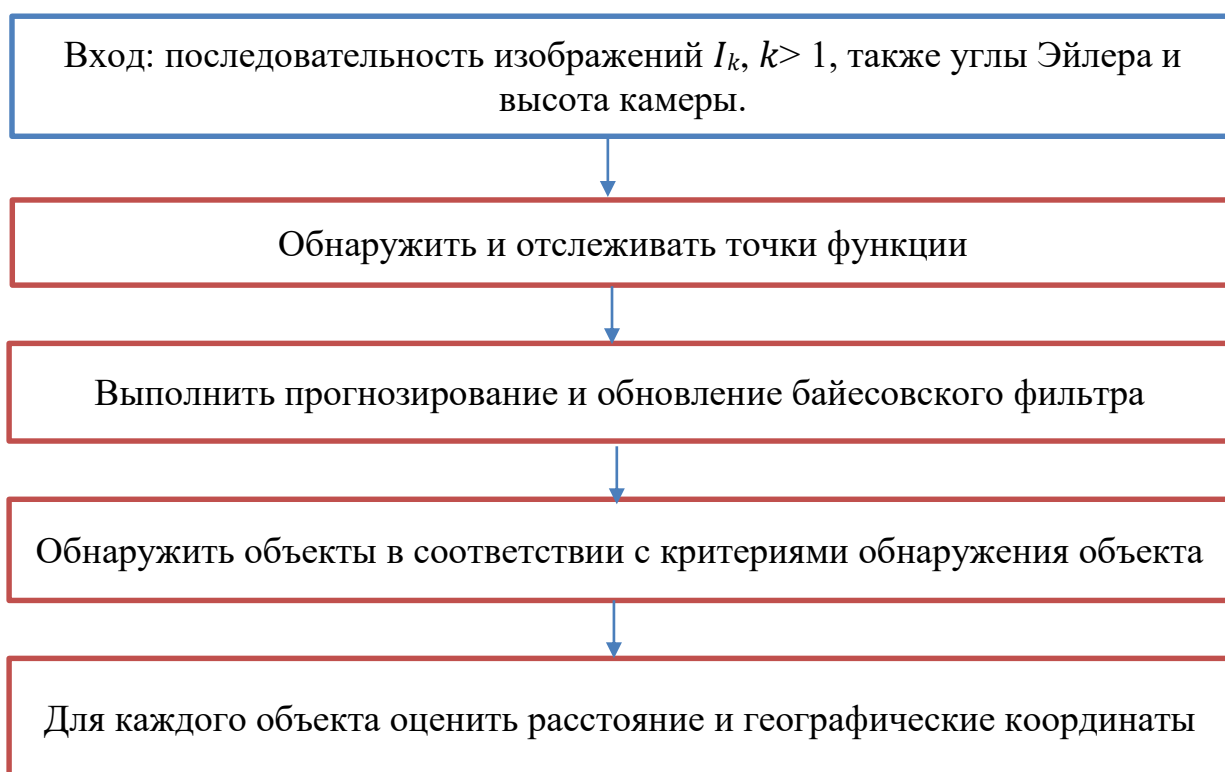 Вход: последовательность изображений Ik, k> 1, также углы Эйлера и
высота камеры.
Обнаружить и отслеживать точки функции
Выполнить прогнозирование и обновление байесовского фильтра
Обнаружить объекты в соответствии с критериями обнаружения объекта
Для каждого объекта оценить расстояние и географические координаты